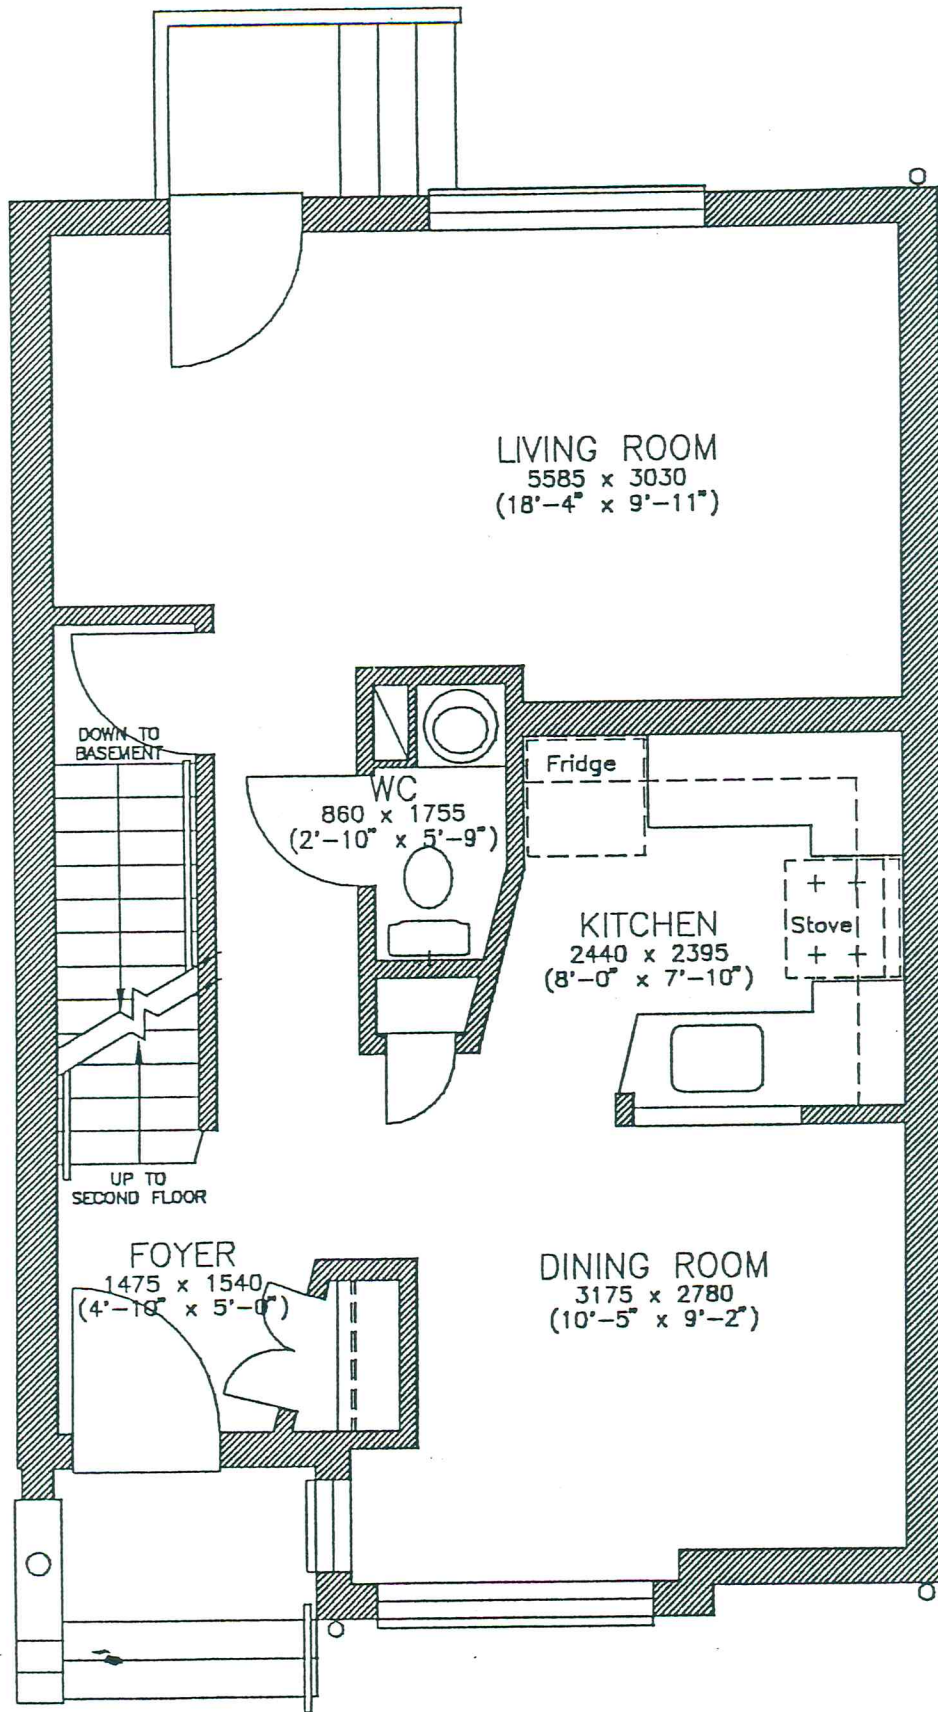 LIVING ROOM
5585 x 3030
(18'-4" x 9'-11")
DOWN TO
BASEMENT
WC
860 x 1755
(2'-10" x 5'-9")
Fridge
KITCHEN
2440 x 2395
(8'-0" x 7'-10")
Stove
UP TO
SECOND FLOOR
FOYER
1475 x 1540
(4'-10" x 5'-0")
DINING ROOM
3175 x 2780
(10'-5" x 9'-2")